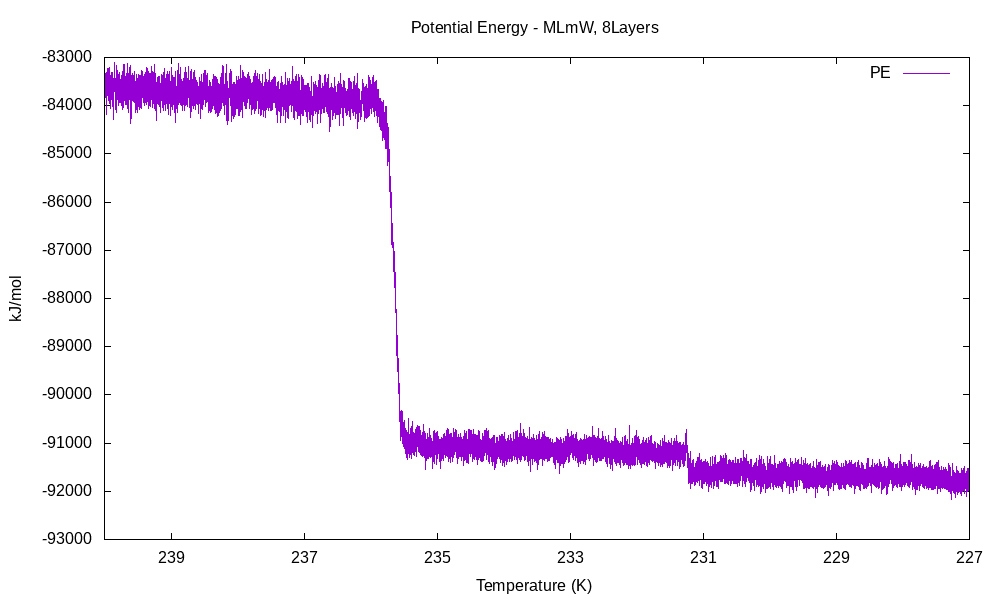 Potential Energy - MLmW, 8Layers
PE
-83000
-84000
-85000
-86000
-87000
-88000
-89000
-90000
-91000
-92000
-93000
kJ/mol
239 237 235 233 231 229 227
Temperature (K)